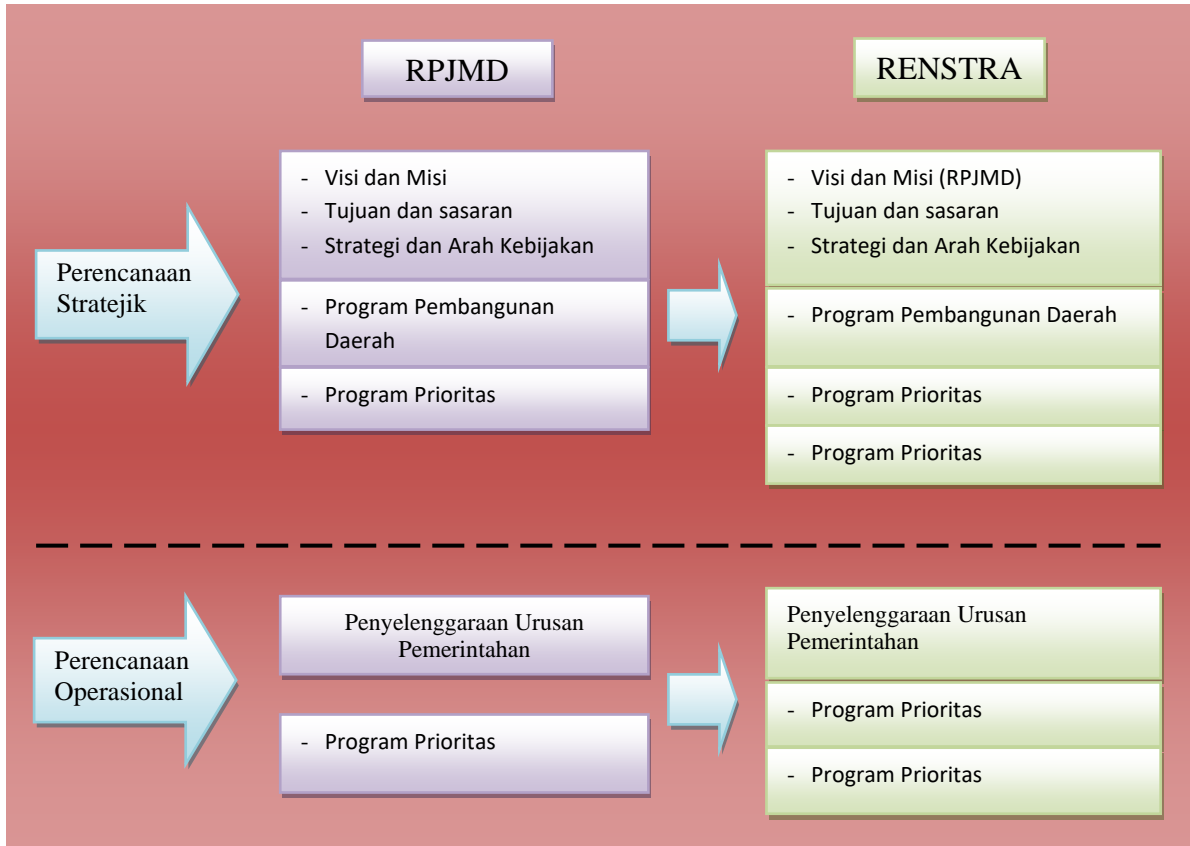 RPJMD
RENSTRA
Perencanaan
Stratejik
- Visi dan Misi
- Tujuan dan sasaran
- Strategi dan Arah Kebijakan
- Program Pembangunan
Daerah
- Program Prioritas
- Visi dan Misi (RPJMD)
- Tujuan dan sasaran
- Strategi dan Arah Kebijakan
- Program Pembangunan Daerah
- Program Prioritas
- Program Prioritas
Perencanaan
Operasional
Penyelenggaraan Urusan
Pemerintahan
- Program Prioritas
Penyelenggaraan Urusan
Pemerintahan
- Program Prioritas
- Program Prioritas